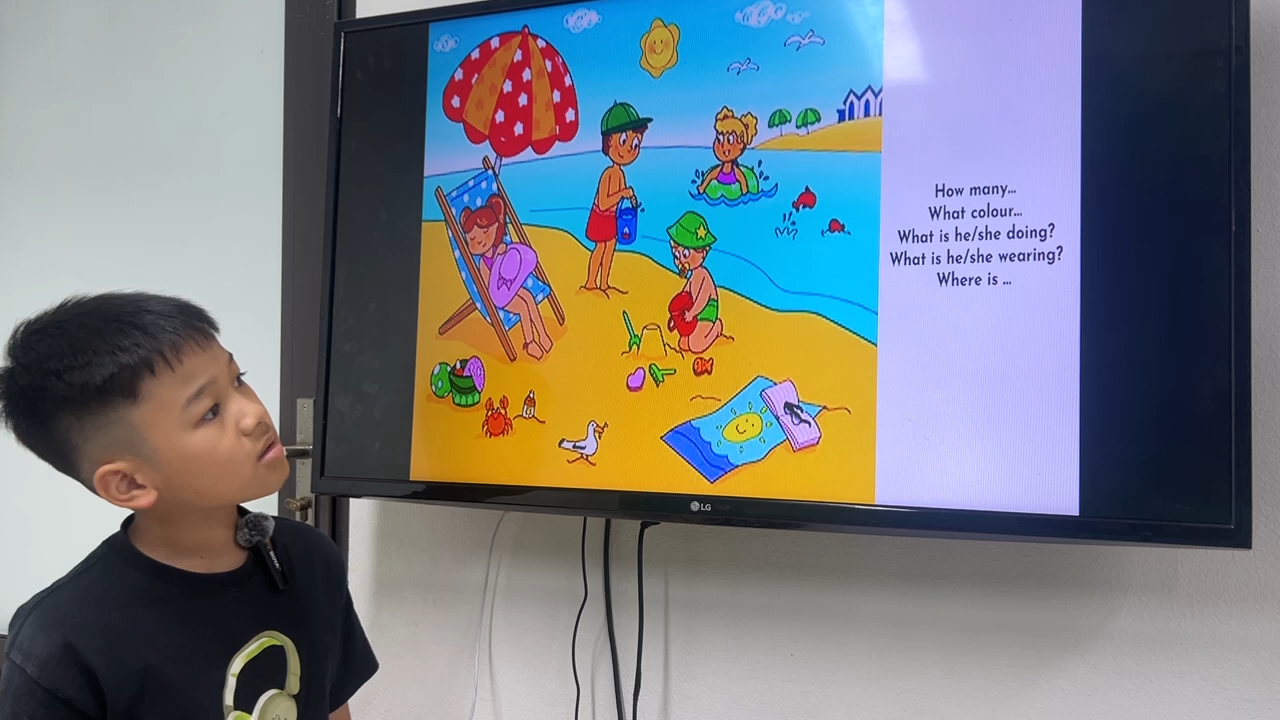 How many...
What colour...
What is he/she doing?
What is he/she wearing?
Where is ...
LG